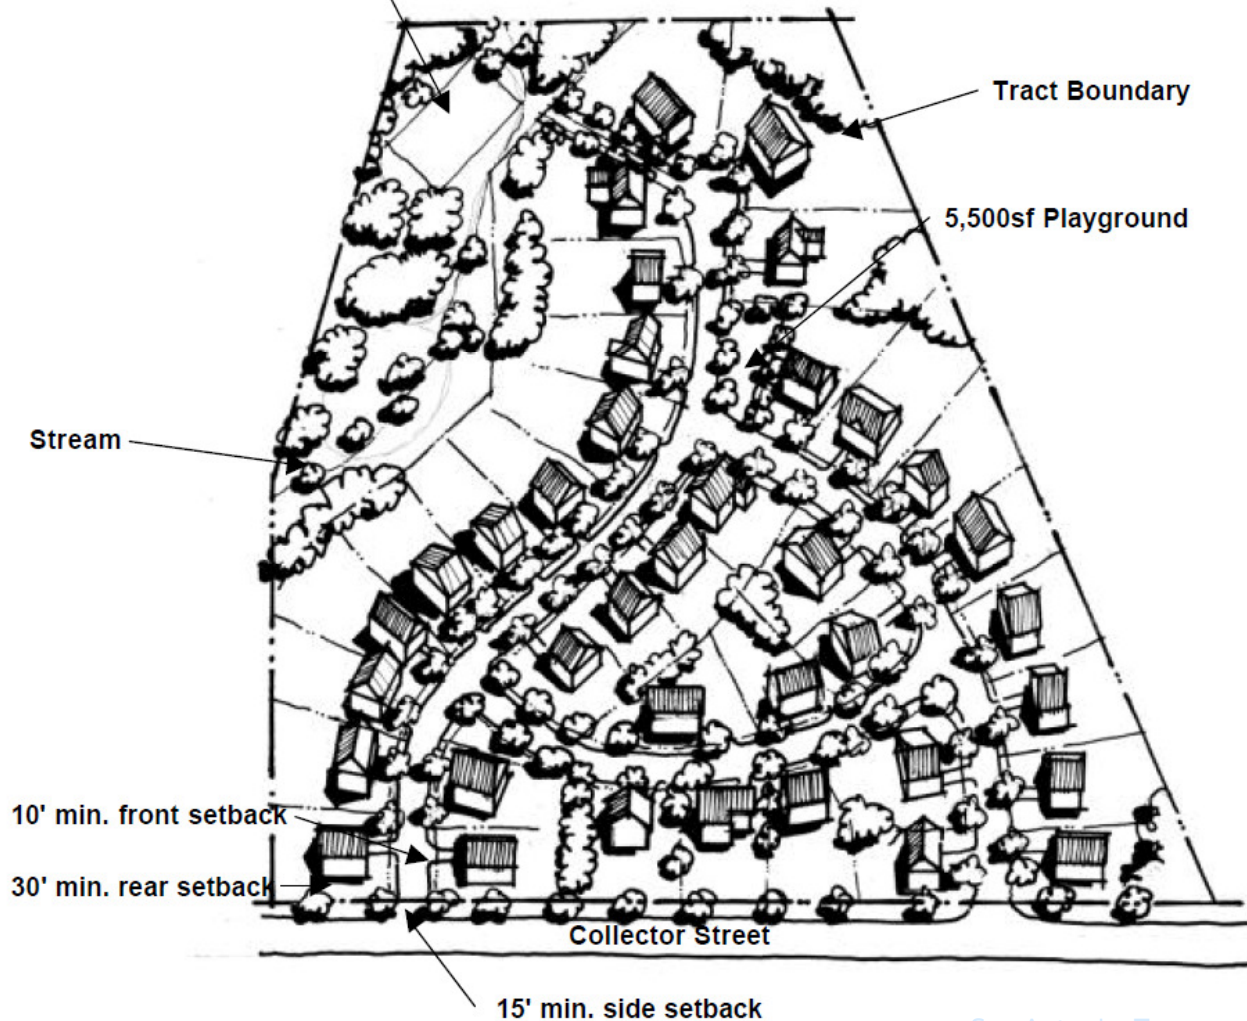 Tract Boundary
5,500sf Playground
Stream
10' min. front setback
30' min. rear setback
Collector Street
15' min. side setback